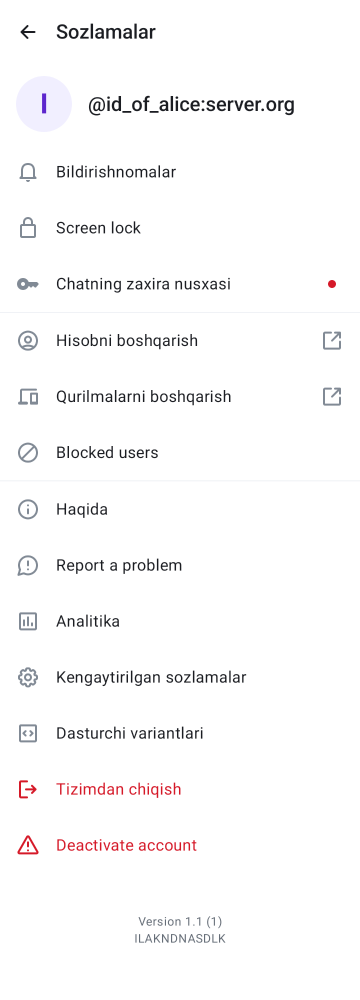 Sozlamalar
I
@id_of_alice:server.org
Bildirishnomalar
Screen lock
Chatning zaxira nusxasi
Hisobni boshqarish
Qurilmalarni boshqarish
Blocked users
Haqida
Report a problem
Analitika
Kengaytirilgan sozlamalar
Dasturchi variantlari
Tizimdan chiqish
Deactivate account
Version 1.1 (1)
ILAKNDNASDLK